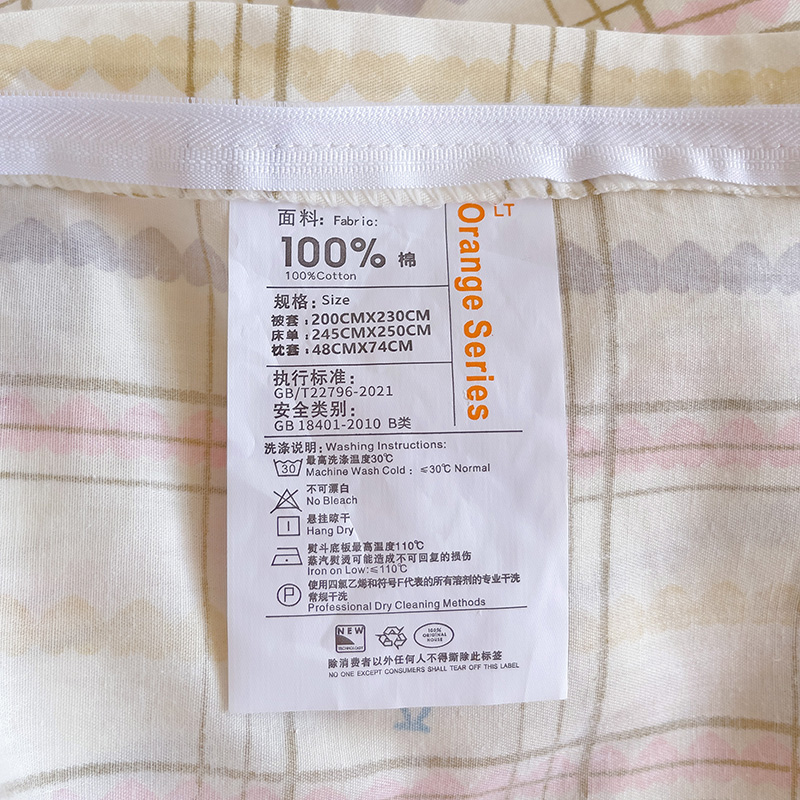 面料: Fabric:
100% 棉
100%Cotton
规格: Size
被套:200CMX230CM
床单:245CMX250CM
枕套:48CMX74CM
LT
Orange Series
执行标准:
GB/T22796-2021
安全类别:
GB 18401-2010 B类
洗涤说明: Washing Instructions:
30
最高洗涤温度30℃
Machine Wash Cold : ≤30℃ Normal
不可漂白
No Bleach
悬挂晾干
Hang Dry
熨斗底板最高温度110℃
蒸汽熨烫可能造成不可回复的损伤
Iron on Low:≤110℃
P
使用四氯乙烯和符号F代表的所有溶剂的专业干洗
常规干洗
Professional Dry Cleaning Methods
NEW
TECHNOLOGY
100%
ORIGINAL
HOUSE
除消费者以外任何人不得撕除此标签
NO ONE EXCEPT CONSUMERS SHALL TEAR OFF THIS LABEL